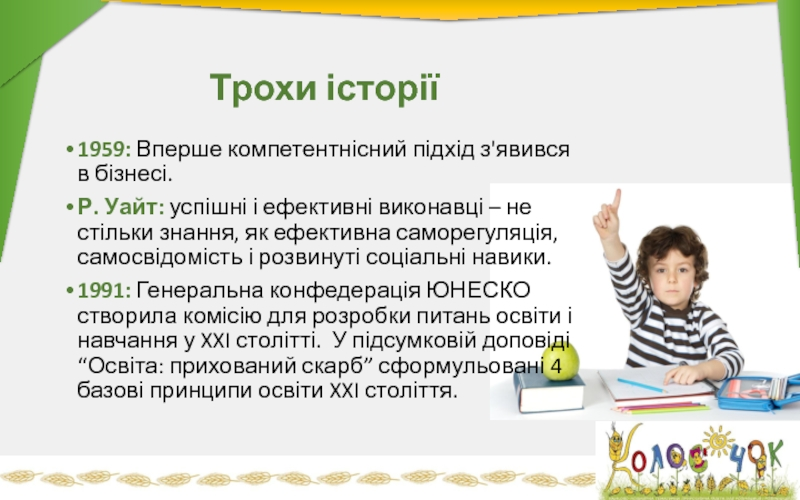 Трохи історії
• 1959: Вперше компетентнісний підхід з'явився
в бізнесі.
• Р. Уайт: успішні і ефективні виконавці – не
стільки знання, як ефективна саморегуляція,
самосвідомість і розвинуті соціальні навики.
• 1991: Генеральна конфедерація ЮНЕСКО
створила комісію для розробки питань освіти і
навчання у XXI столітті. У підсумковій доповіді
“Освіта: прихований скарб” сформульовані 4
базові принципи освіти XXI століття.
Колосочок